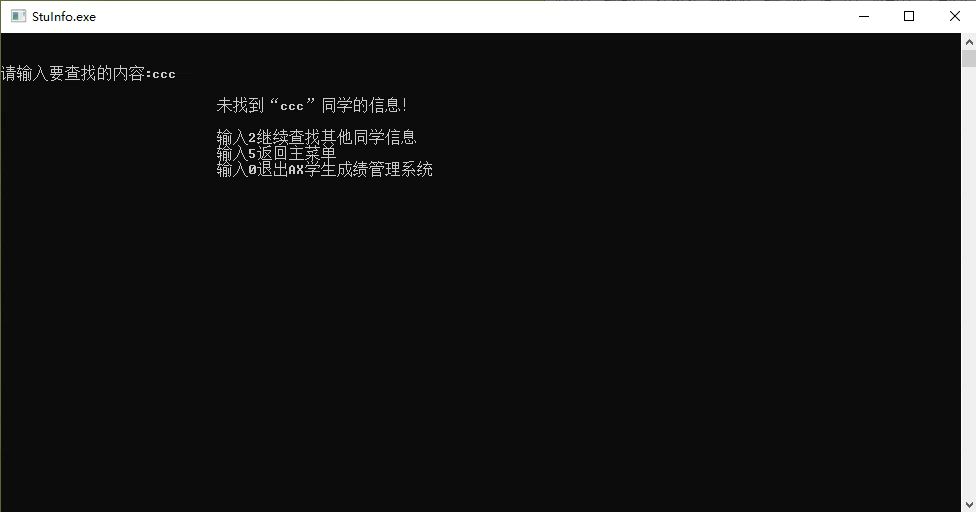 StuInfo.exe
请输入要查找的内容:ccc
未找到“ccc”同学的信息!
输入2继续查找其他同学信息
输入5返回主菜单
输入0退出AX学生成绩管理系统